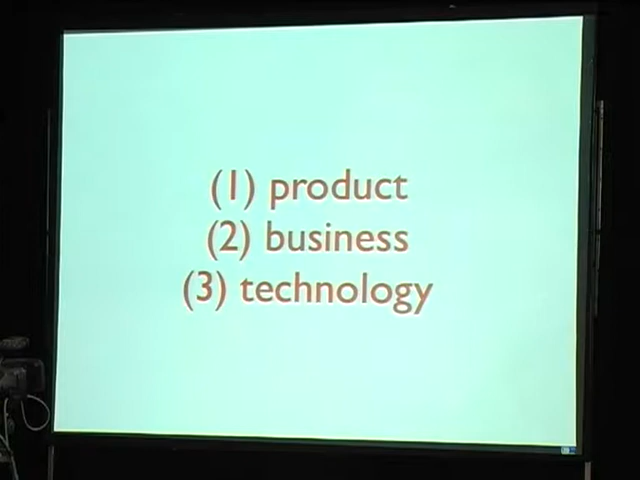 (1) product
(2) business
(3) technology